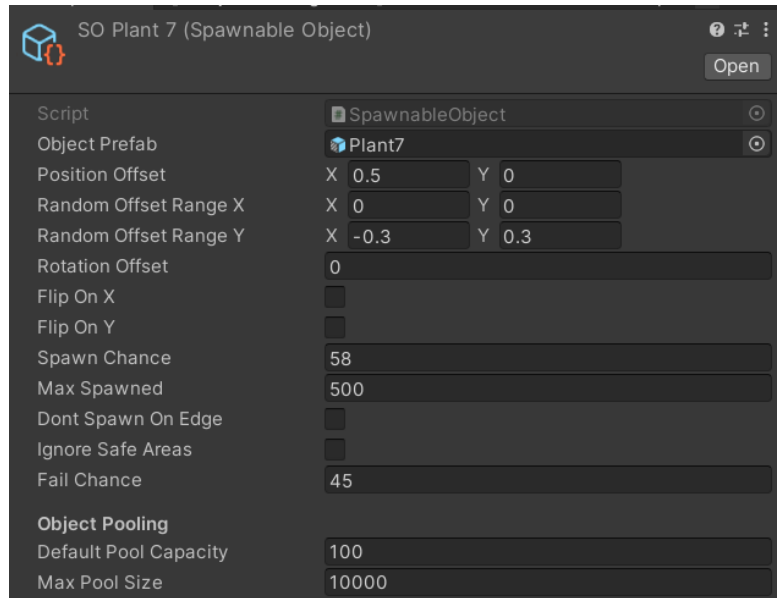 SO Plant 7 (Spawnable Object)
Open
Script SpawnableObject
Object Prefab Plant7
Position Offset X 0.5 Y 0
Random Offset Range X X 0 Y 0
Random Offset Range Y X -0.3 Y 0.3
Rotation Offset 0
Flip On X
Flip On Y
Spawn Chance 58
Max Spawned 500
Dont Spawn On Edge
Ignore Safe Areas
Fail Chance 45
Object Pooling
Default Pool Capacity 100
Max Pool Size 10000